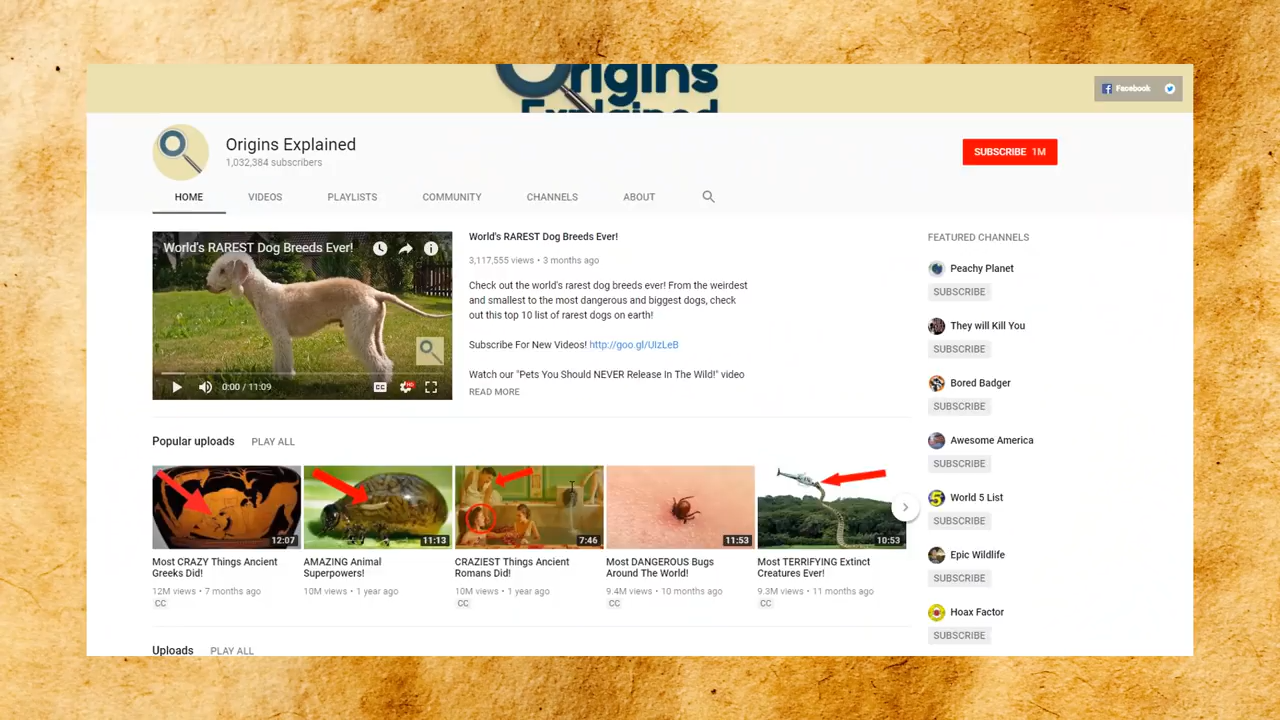 Origins
Explained
Facebook
Origins Explained
1,032,384 subscribers
SUBSCRIBE 1M
HOME VIDEOS PLAYLISTS COMMUNITY CHANNELS ABOUT
World's RAREST Dog Breeds Ever!
0:00 / 11:09
CC
HD
World's RAREST Dog Breeds Ever!
3,117,555 views • 3 months ago
Check out the world's rarest dog breeds ever! From the weirdest
and smallest to the most dangerous and biggest dogs, check
out this top 10 list of rarest dogs on earth!
Subscribe For New Videos! http://goo.gl/UIzLeB
Watch our "Pets You Should NEVER Release In The Wild!" video
READ MORE
Popular uploads PLAY ALL
12:07
Most CRAZY Things Ancient
Greeks Did!
12M views • 7 months ago
CC
11:13
AMAZING Animal
Superpowers!
10M views • 1 year ago
7:46
CRAZIEST Things Ancient
Romans Did!
10M views • 1 year ago
CC
11:53
Most DANGEROUS Bugs
Around The World!
9.4M views • 10 months ago
CC
10:53
Most TERRIFYING Extinct
Creatures Ever!
9.3M views • 11 months ago
CC
Uploads PLAY ALL
FEATURED CHANNELS
Peachy Planet
SUBSCRIBE
They will Kill You
SUBSCRIBE
Bored Badger
SUBSCRIBE
Awesome America
SUBSCRIBE
5
World 5 List
SUBSCRIBE
Epic Wildlife
SUBSCRIBE
Hoax Factor
SUBSCRIBE